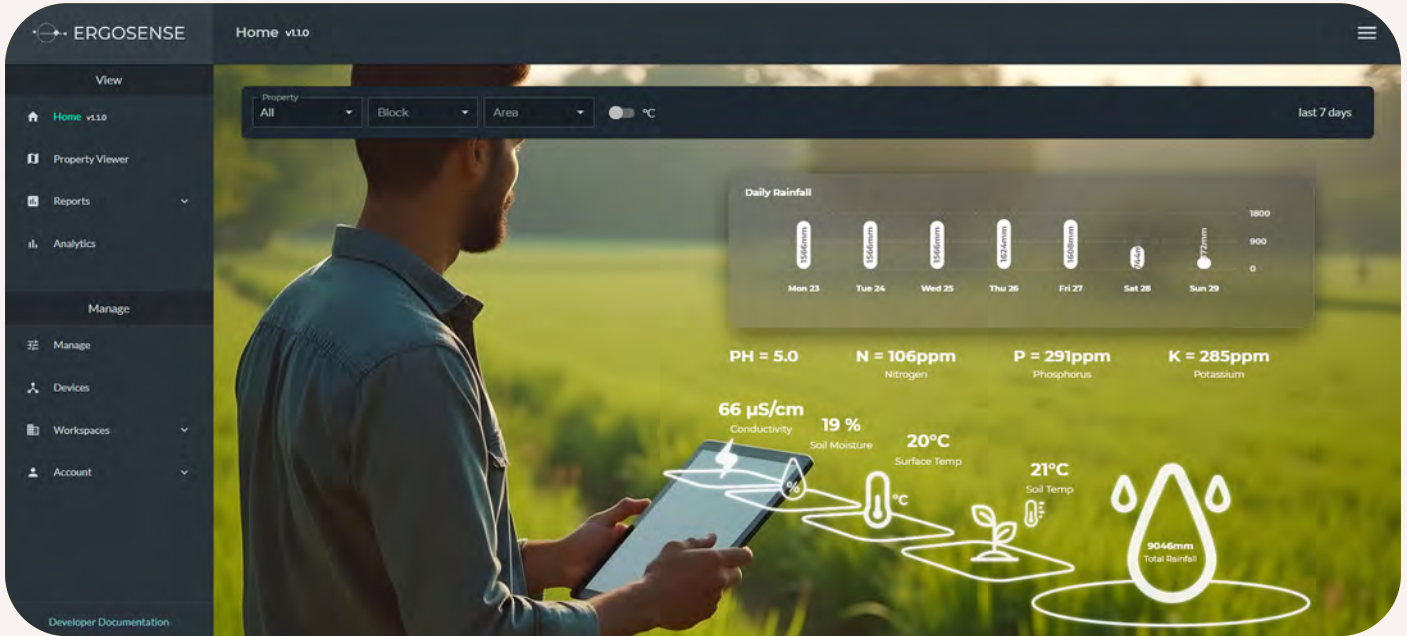 ERGOSENSE
Home v1.1.0
View
Home v1.1.0
Property Viewer
Reports
Analytics
Manage
Manage
Devices
Workspaces
Account
Developer Documentation
Property
All
Block
Area
°C
last 7 days
Daily Rainfall
1800
900
0
1566mm
1566mm
1566mm
1624mm
1608mm
Mon 23
Tue 24
Wed 25
Thu 26
Fri 27
Sat 28
Sun 29
PH = 5.0
N = 106ppm
Nitrogen
P = 291ppm
Phosphorus
K = 285ppm
Potassium
66 µS/cm
Conductivity
19 %
Soil Moisture
20°C
Surface Temp
21°C
Soil Temp
%
°C
9046mm
Total Rainfall